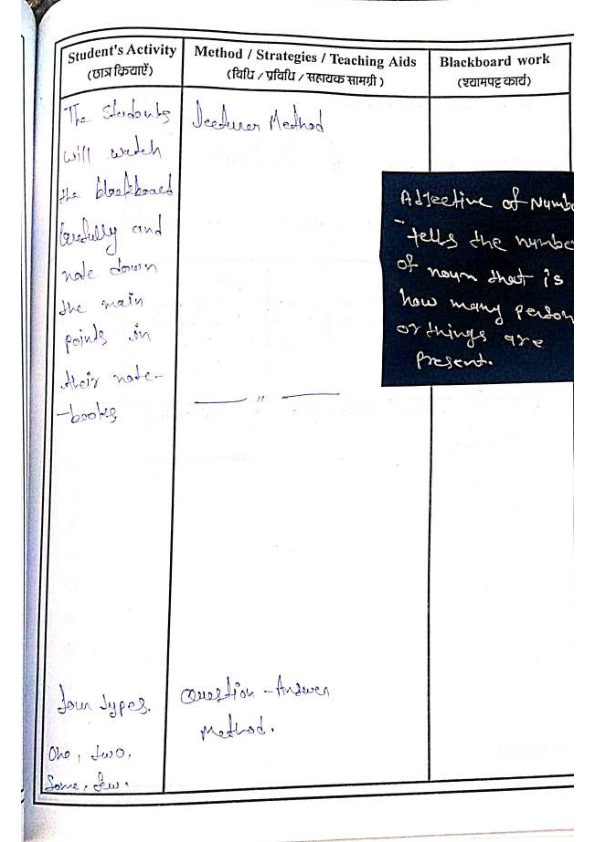 Student's Activity
(छात्र क्रियाएँ)
Method / Strategies / Teaching Aids
(विधि / प्रविधि / सहायक सामग्री)
Blackboard work
(श्यामपट्ट कार्य)
The Students
will watch
the blackboard
Carefully and
note down
the main
points in
their note-
-books
Lecturer Method
— " —
Adjective of Numbe
- tells the numbe
of noun that is
how many person
or things are
Present.
Four types.
One, two,
Some, few.
Question - Answer
Method.